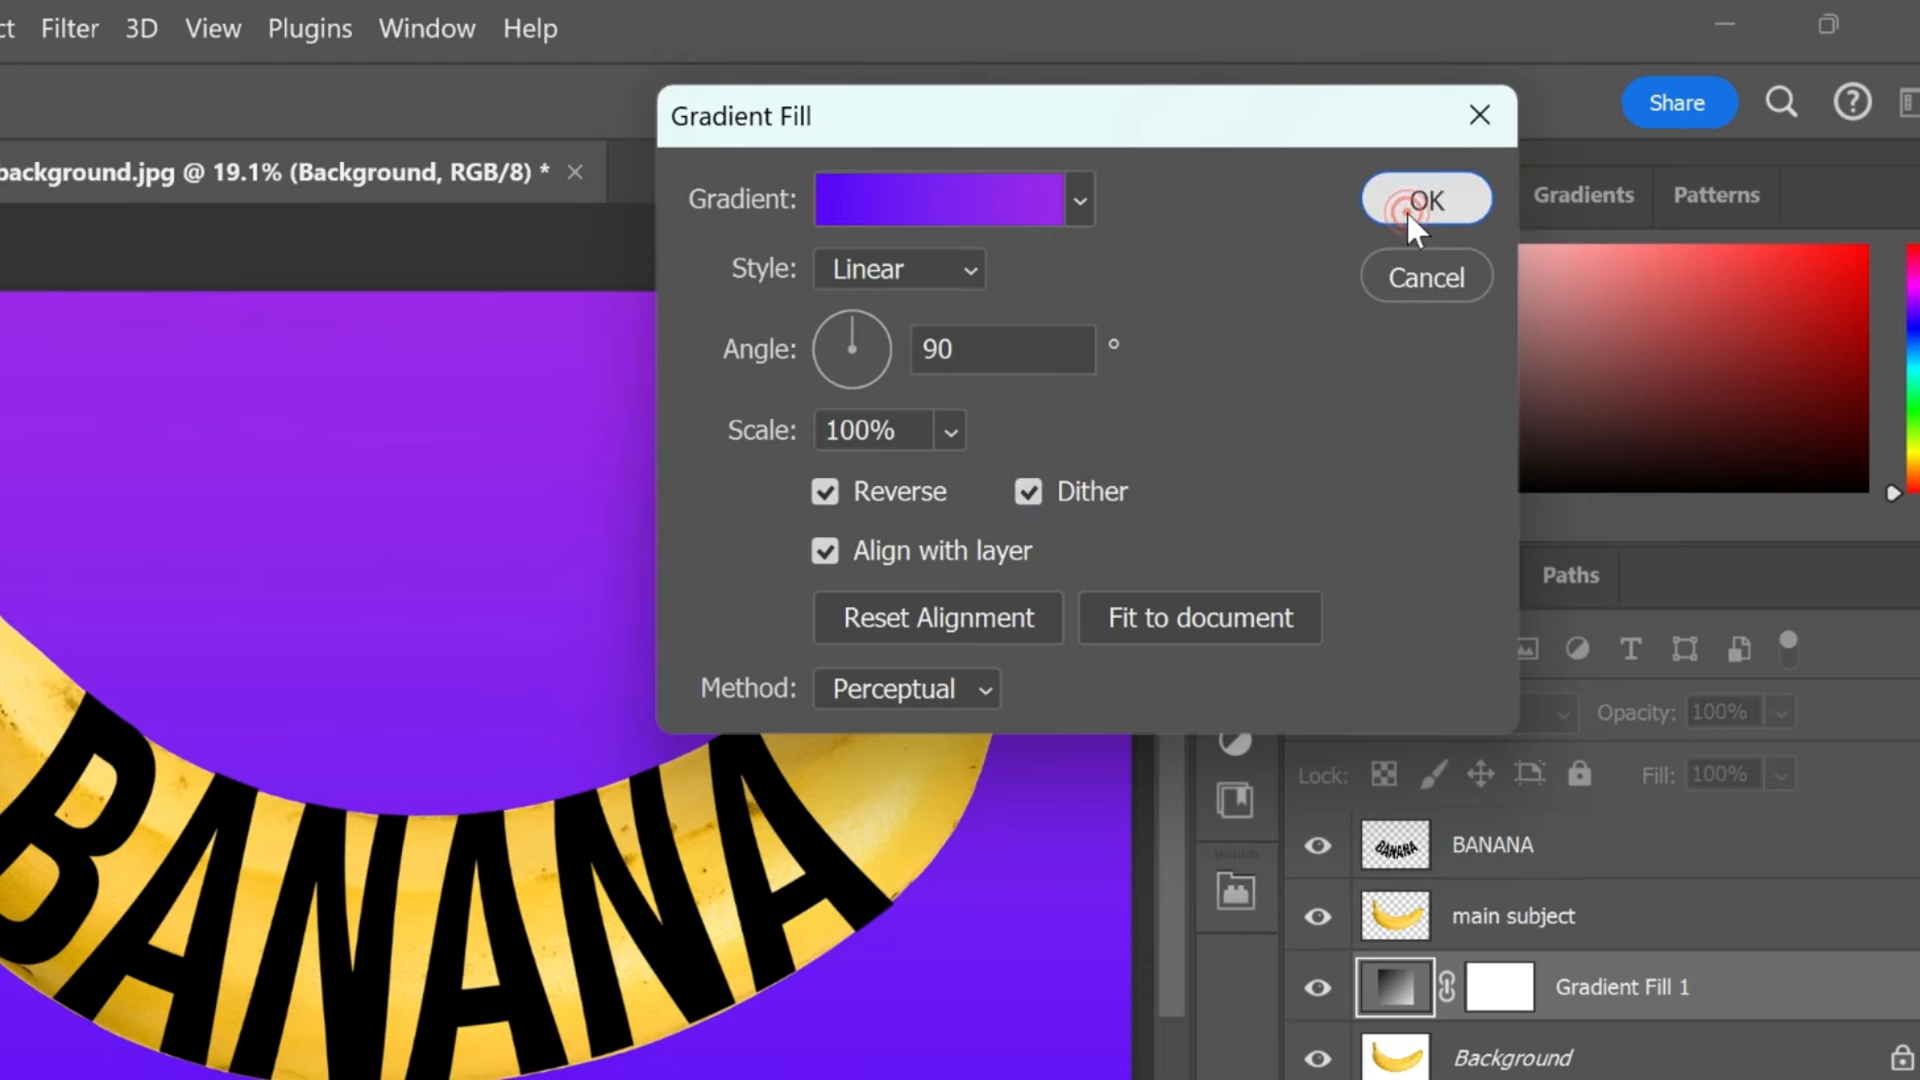 ct Filter 3D View Plugins Window Help
Share
background.jpg @ 19.1% (Background, RGB/8) *
Gradient Fill
Gradient:
OK
Gradients Patterns
Style: Linear
Cancel
Angle: 90 °
Scale: 100%
Reverse Dither
Align with layer
Paths
Reset Alignment Fit to document
Method: Perceptual
Opacity: 100%
Lock: Fill: 100%
BANANA
BANANA
BANANA
main subject
Gradient Fill 1
Background